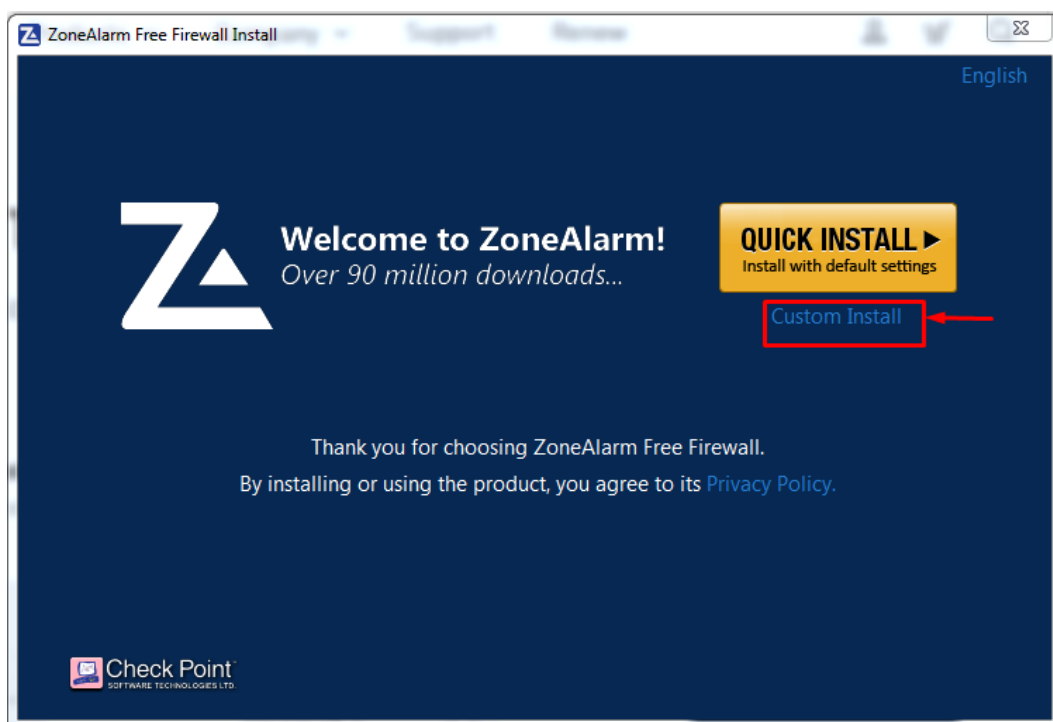 ZoneAlarm Free Firewall Install
Support
Renew
English
Welcome to ZoneAlarm!
Over 90 million downloads...
QUICK INSTALL
Install with default settings
Custom Install
Thank you for choosing ZoneAlarm Free Firewall.
By installing or using the product, you agree to its Privacy Policy.
Check Point
SOFTWARE TECHNOLOGIES LTD.